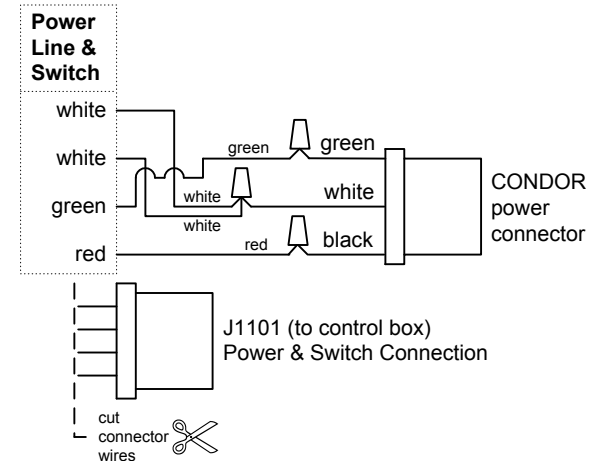 Power
Line &
Switch
white
white
green
red
green
green
white
white
white
red
black
CONDOR
power
connector
J1101 (to control box)
Power & Switch Connection
cut
connector
wires